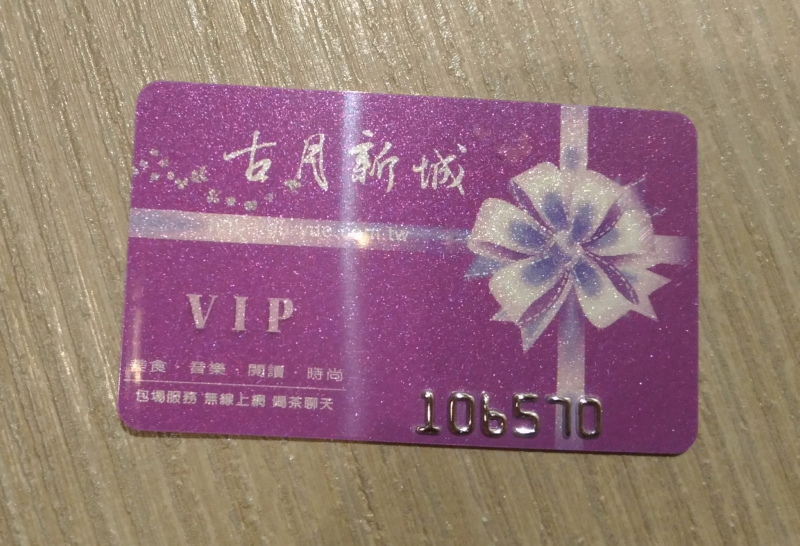 古月新城
VIP
美食·音樂·閱讀·時尚
包場服務 無線上網 喝茶聊天
106570